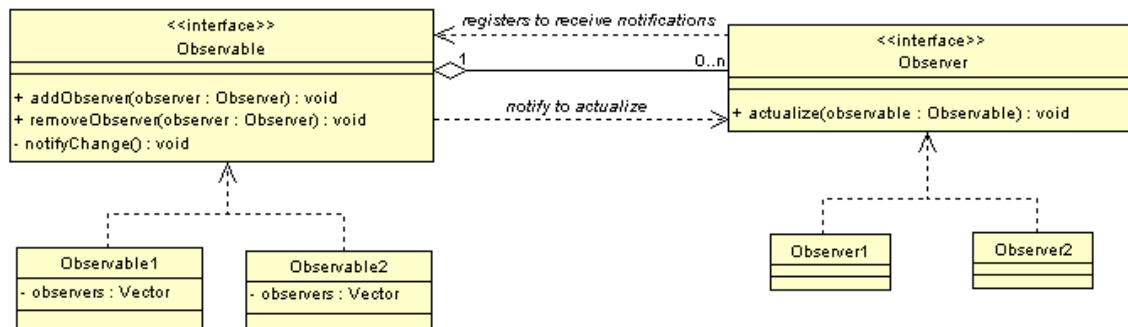 <<interface>>
Observable
+ addObserver(observer : Observer) : void
+ removeObserver(observer : Observer) : void
- notifyChange() : void
registers to receive notifications
1
0..n
notify to actualize
<<interface>>
Observer
+ actualize(observable : Observable) : void
Observable1
- observers : Vector
Observable2
- observers : Vector
Observer1
Observer2